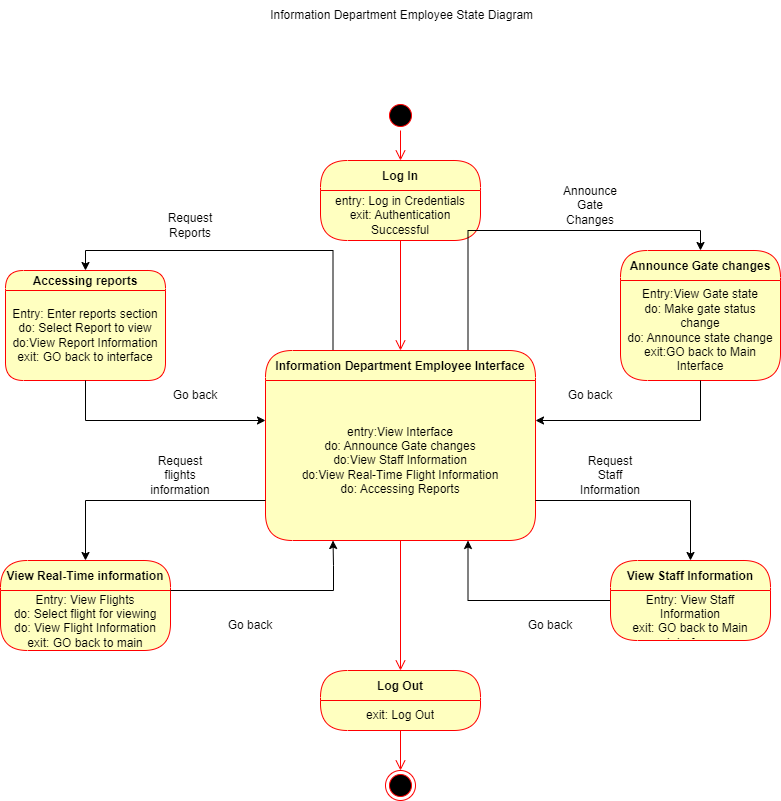 Information Department Employee State Diagram
Log In
entry: Log in Credentials
exit: Authentication
Successful
Announce
Gate
Changes
Request
Reports
Accessing reports
Entry: Enter reports section
do: Select Report to view
do:View Report Information
exit: GO back to interface
Announce Gate changes
Entry:View Gate state
do: Make gate status
change
do: Announce state change
exit:GO back to Main
Interface
Information Department Employee Interface
entry:View Interface
do: Announce Gate changes
do:View Staff Information
do:View Real-Time Flight Information
do: Accessing Reports
Go back
Go back
Request
flights
information
Request
Staff
Information
View Real-Time information
Entry: View Flights
do: Select flight for viewing
do: View Flight Information
exit: GO back to main
View Staff Information
Entry: View Staff
Information
exit: GO back to Main
Go back
Go back
Log Out
exit: Log Out